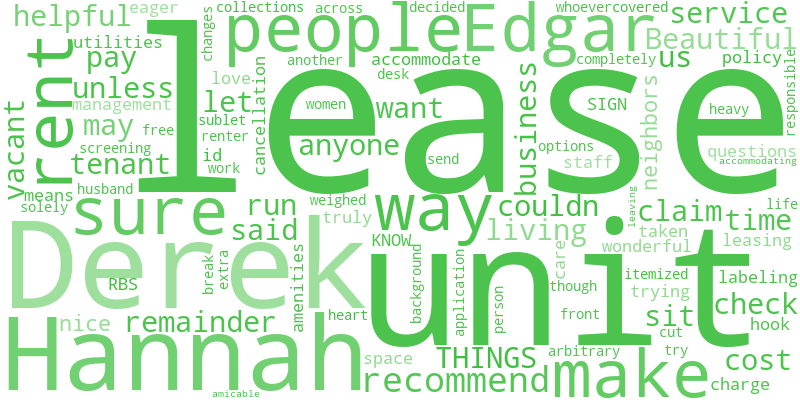 lease
unit
Derek
Hannah
people
Edgar
rent
sure
way
make
helpful
eager
collections
across
decided
whoevercovered
service
Beautiful
utilities
changes
another
accommodate
completely
us
policy
pay
desk
unless
love
want
management
let
women
SIGN
heavy
responsible
vacant
may
free
sublet
cancellation
business
neighbors
screening
renter
anyone
options
questions
tenant
id
work
send
staff
accommodating
means
husband
solely
weighed
run
truly
couldn
living
leaving
claim
life
time
said
KNOW
taken
leasing
wonderful
RBS
break
extra
amenities
background
application
person
care
though
itemized
labeling
trying
check
nice
remainder
heart
front
sit
hook
cut
space
THINGS
arbitrary
try
cost
recommend
charge
amicable